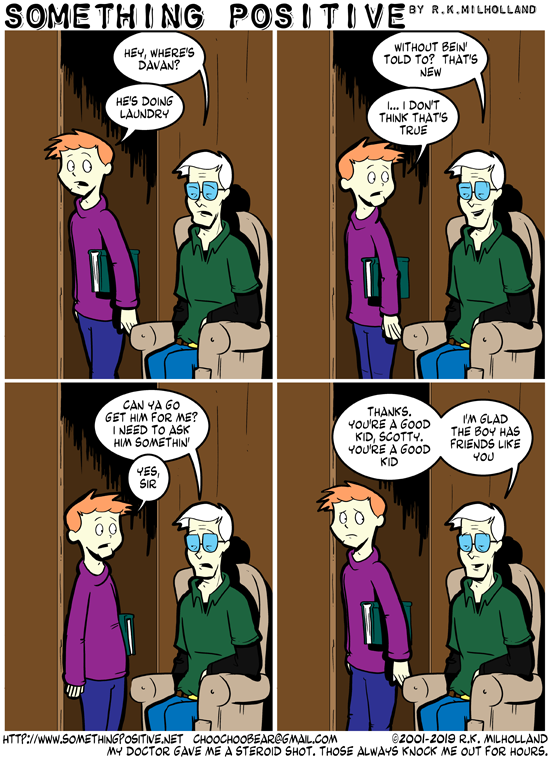 SOMETHING POSITIVE BY R.K.MILHOLLAND
HEY, WHERE'S
DAVAN?
HE'S DOING
LAUNDRY
WITHOUT BEIN'
TOLD TO? THAT'S
NEW
I... I DON'T
THINK THAT'S
TRUE
CAN YA GO
GET HIM FOR ME?
I NEED TO ASK
HIM SOMETHIN'
YES,
SIR
THANKS.
YOU'RE A GOOD
KID, SCOTTY.
YOU'RE A GOOD
KID
I'M GLAD
THE BOY HAS
FRIENDS LIKE
YOU
HTTP://WWW.SOMETHINGPOSITIVE.NET CHOOCHOOBEAR@GMAIL.COM ©2001-2019 R.K. MILHOLLAND
MY DOCTOR GAVE ME A STEROID SHOT. THOSE ALWAYS KNOCK ME OUT FOR HOURS.